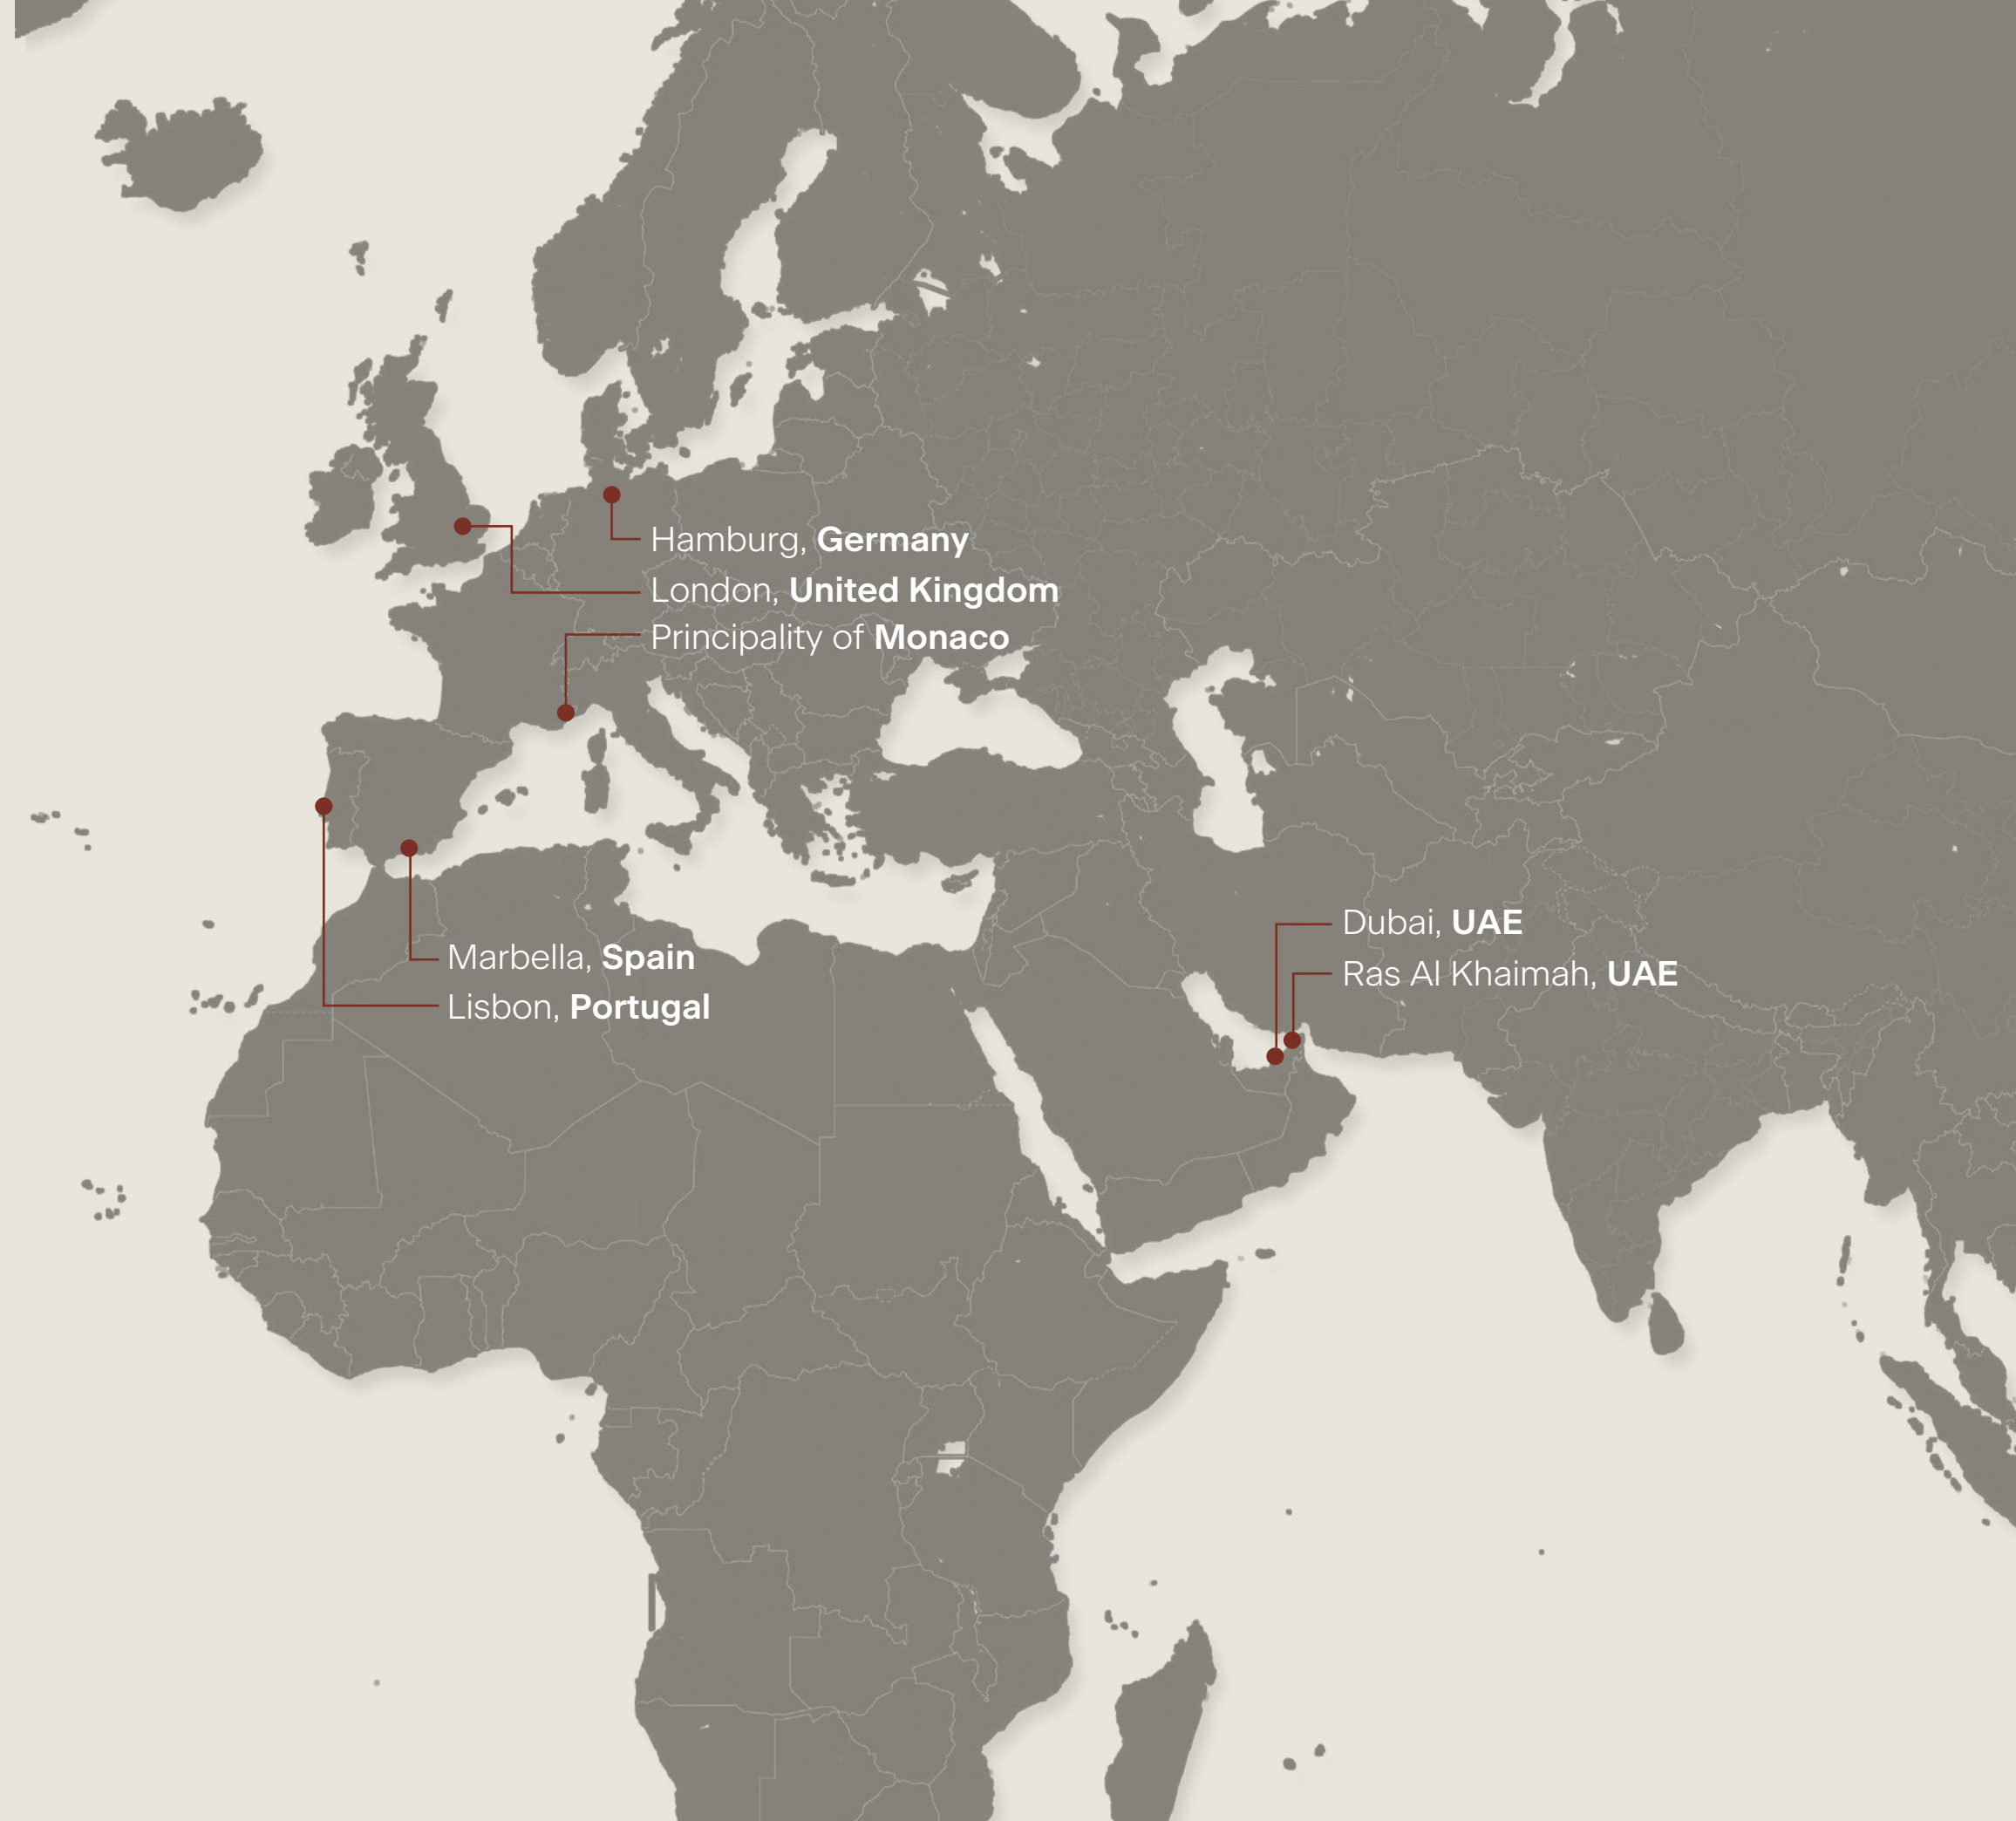 Hamburg, Germany
London, United Kingdom
Principality of Monaco
Marbella, Spain
Lisbon, Portugal
Dubai, UAE
Ras Al Khaimah, UAE